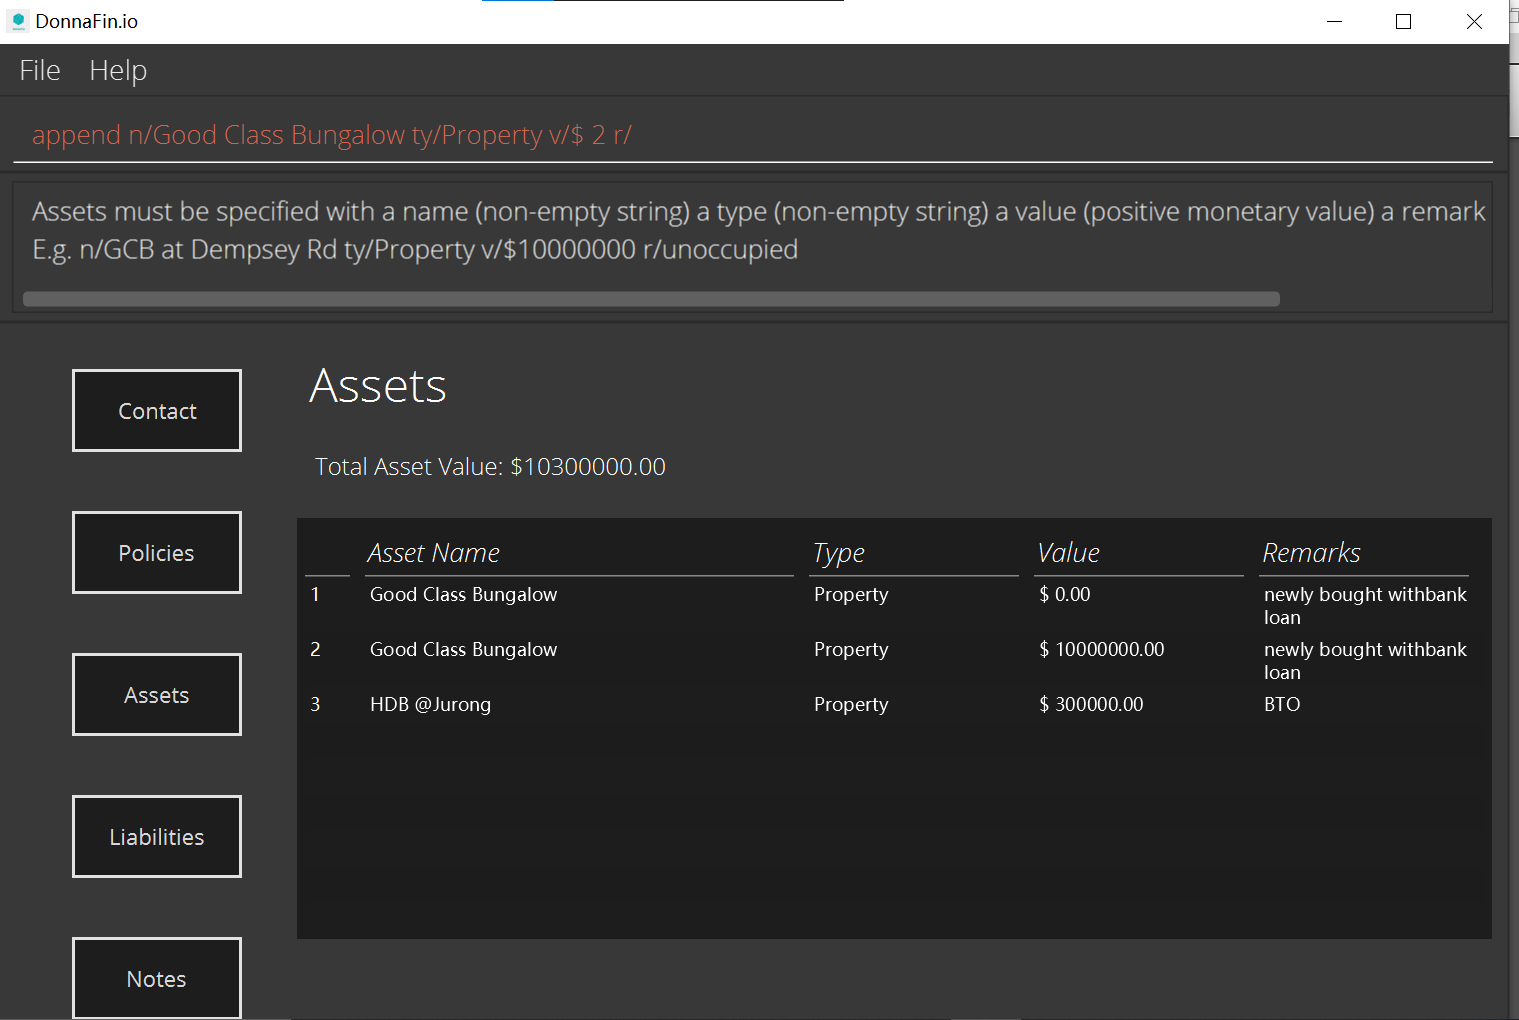 DonnaFin.io
File Help
append n/Good Class Bungalow ty/Property v/$ 2 r/
Assets must be specified with a name (non-empty string) a type (non-empty string) a value (positive monetary value) a remark
E.g. n/GCB at Dempsey Rd ty/Property v/$10000000 r/unoccupied
Contact
Policies
Assets
Liabilities
Notes
Assets
Total Asset Value: $10300000.00
Asset Name Type Value Remarks
1 Good Class Bungalow Property $ 0.00 newly bought withbank
loan
2 Good Class Bungalow Property $ 10000000.00 newly bought withbank
loan
3 HDB @Jurong Property $ 300000.00 BTO